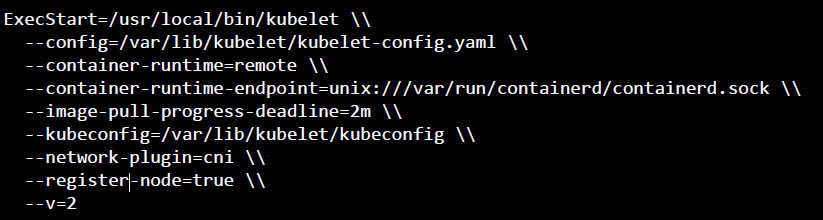 ExecStart=/usr/local/bin/kubelet \\
--config=/var/lib/kubelet/kubelet-config.yaml \\
--container-runtime=remote \\
--container-runtime-endpoint=unix:///var/run/containerd/containerd.sock \\
--image-pull-progress-deadline=2m \\
--kubeconfig=/var/lib/kubelet/kubeconfig \\
--network-plugin=cni \\
--register-node=true \\
--v=2